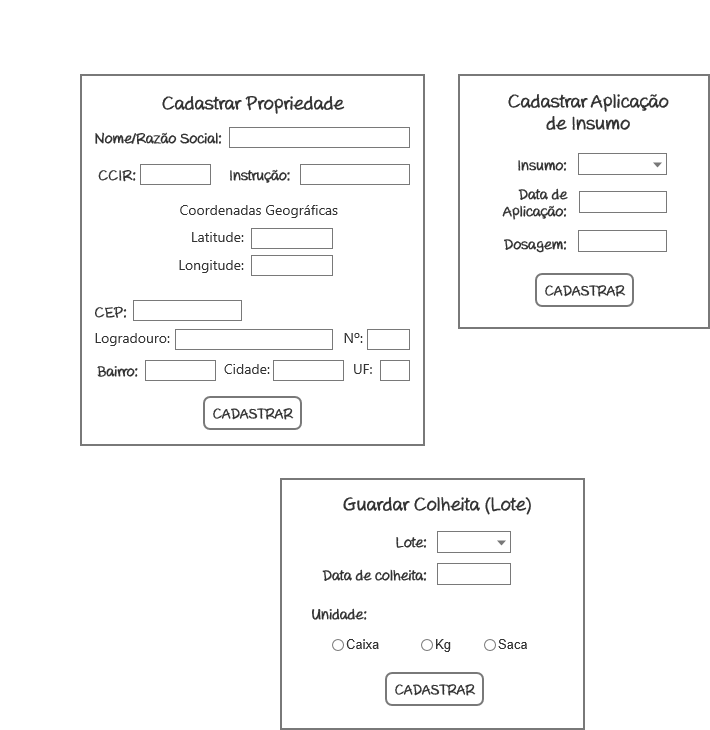 Cadastrar Propriedade
Nome/Razão Social:
CCIR: Instrução:
Coordenadas Geográficas
Latitude:
Longitude:
CEP:
Logradouro: Nº:
Bairro: Cidade: UF:
CADASTRAR
Cadastrar Aplicação
de Insumo
Insumo:
Data de
Aplicação:
Dosagem:
CADASTRAR
Guardar Colheita (Lote)
Lote:
Data de colheita:
Unidade:
Caixa Kg Saca
CADASTRAR